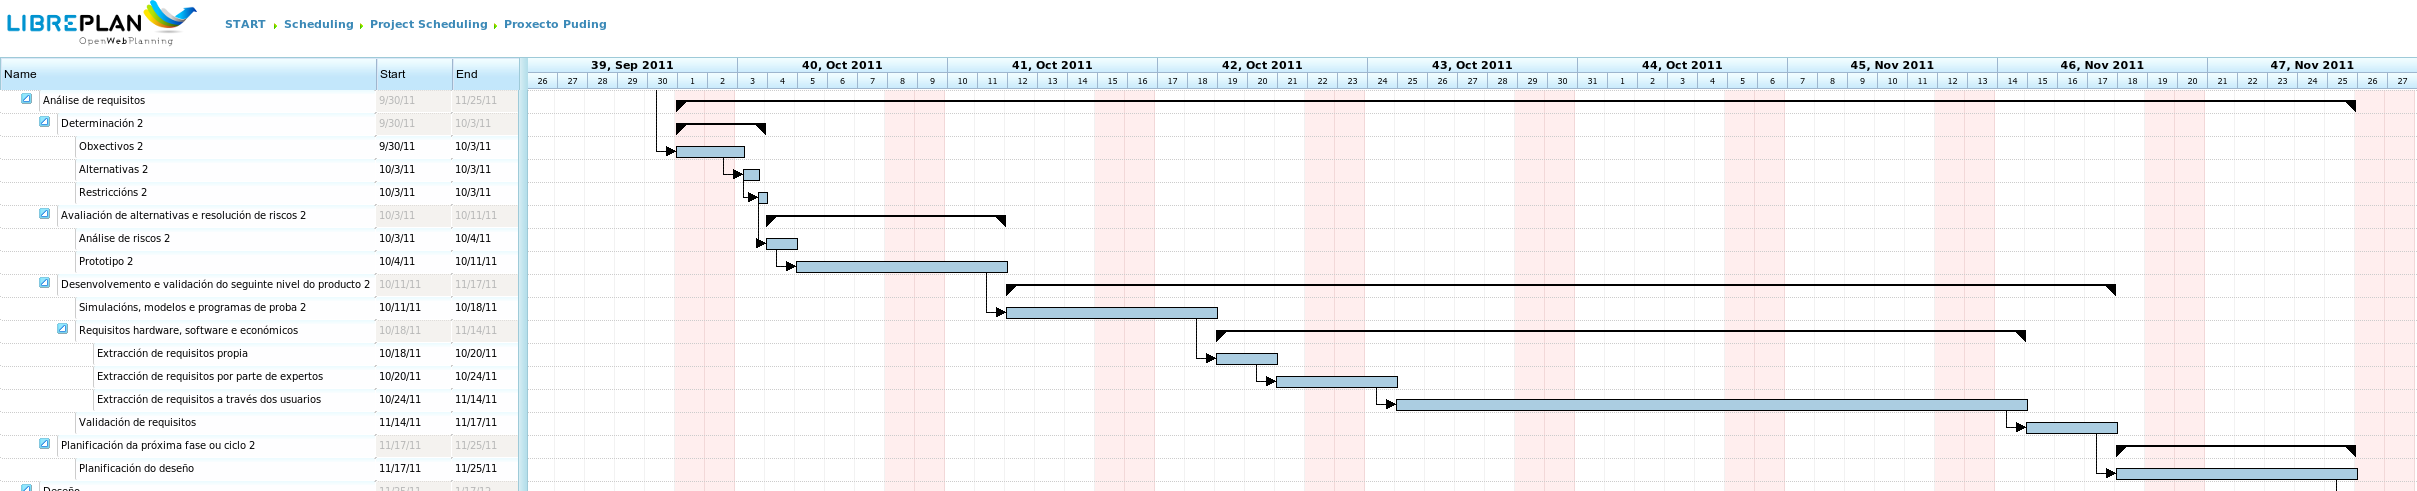 LIBREPLAN
OpenWebPlanning
START Scheduling Project Scheduling Proxecto Puding
Name Start End
39, Sep 2011 40, Oct 2011 41, Oct 2011 42, Oct 2011 43, Oct 2011 44, Oct 2011 45, Nov 2011 46, Nov 2011 47, Nov 2011
26 27 28 29 30 1 2 3 4 5 6 7 8 9 10 11 12 13 14 15 16 17 18 19 20 21 22 23 24 25 26 27 28 29 30 31 1 2 3 4 5 6 7 8 9 10 11 12 13 14 15 16 17 18 19 20 21 22 23 24 25 26 27
Análise de requisitos 9/30/11 11/25/11
Determinación 2 9/30/11 10/3/11
Obxectivos 2 9/30/11 10/3/11
Alternativas 2 10/3/11 10/3/11
Restriccións 2 10/3/11 10/3/11
Avaliación de alternativas e resolución de riscos 2 10/3/11 10/11/11
Análise de riscos 2 10/3/11 10/4/11
Prototipo 2 10/4/11 10/11/11
Desenvolvemento e validación do seguinte nivel do producto 2 10/11/11 11/17/11
Simulacións, modelos e programas de proba 2 10/11/11 10/18/11
Requisitos hardware, software e económicos 10/18/11 11/14/11
Extracción de requisitos propia 10/18/11 10/20/11
Extracción de requisitos por parte de expertos 10/20/11 10/24/11
Extracción de requisitos a través dos usuarios 10/24/11 11/14/11
Validación de requisitos 11/14/11 11/17/11
Planificación da próxima fase ou ciclo 2 11/17/11 11/25/11
Planificación do deseño 11/17/11 11/25/11
Deseño 11/25/11 1/17/12